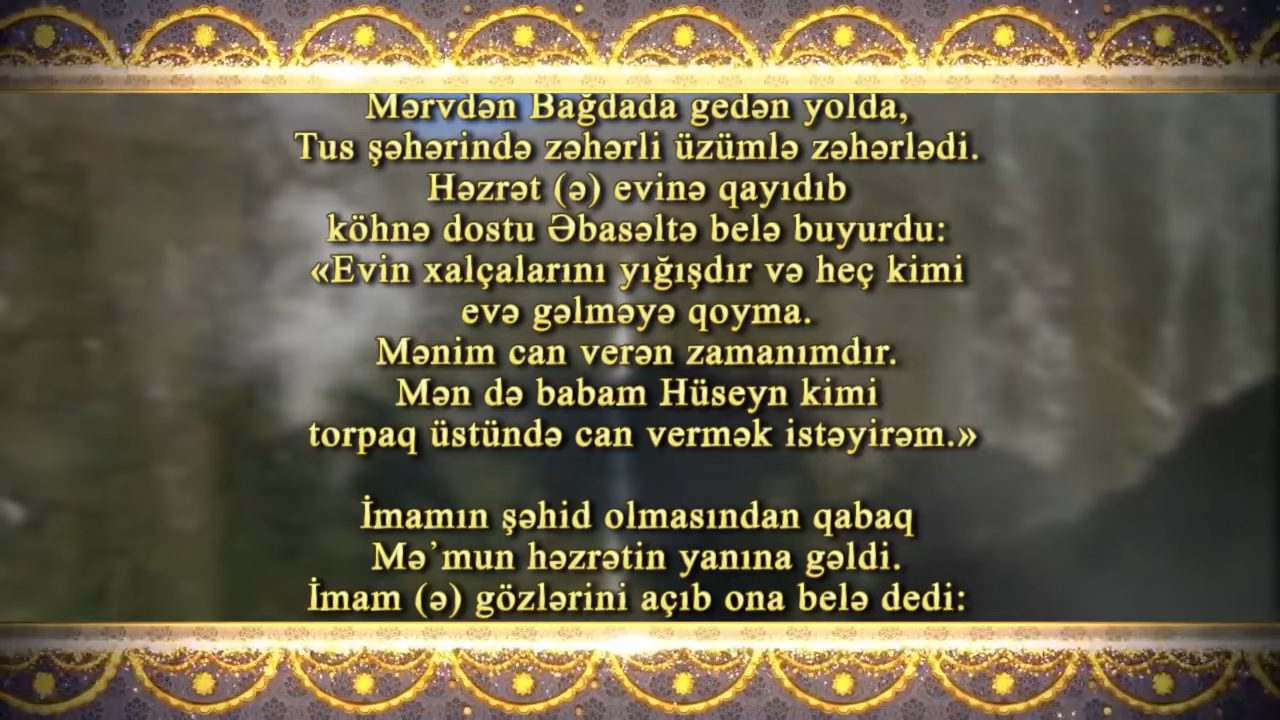 Mərvdən Bağdada gedən yolda,
Tus şəhərində zəhərli üzümlə zəhərlədi.
Həzrət (ə) evinə qayıdıb
köhnə dostu Əbasəltə belə buyurdu:
«Evin xalçalarını yığışdır və heç kimi
evə gəlməyə qoyma.
Mənim can verən zamanımdır.
Mən də babam Hüseyn kimi
torpaq üstündə can vermək istəyirəm.»
İmamın şəhid olmasından qabaq
Mə’mun həzrətin yanına gəldi.
İmam (ə) gözlərini açıb ona belə dedi: